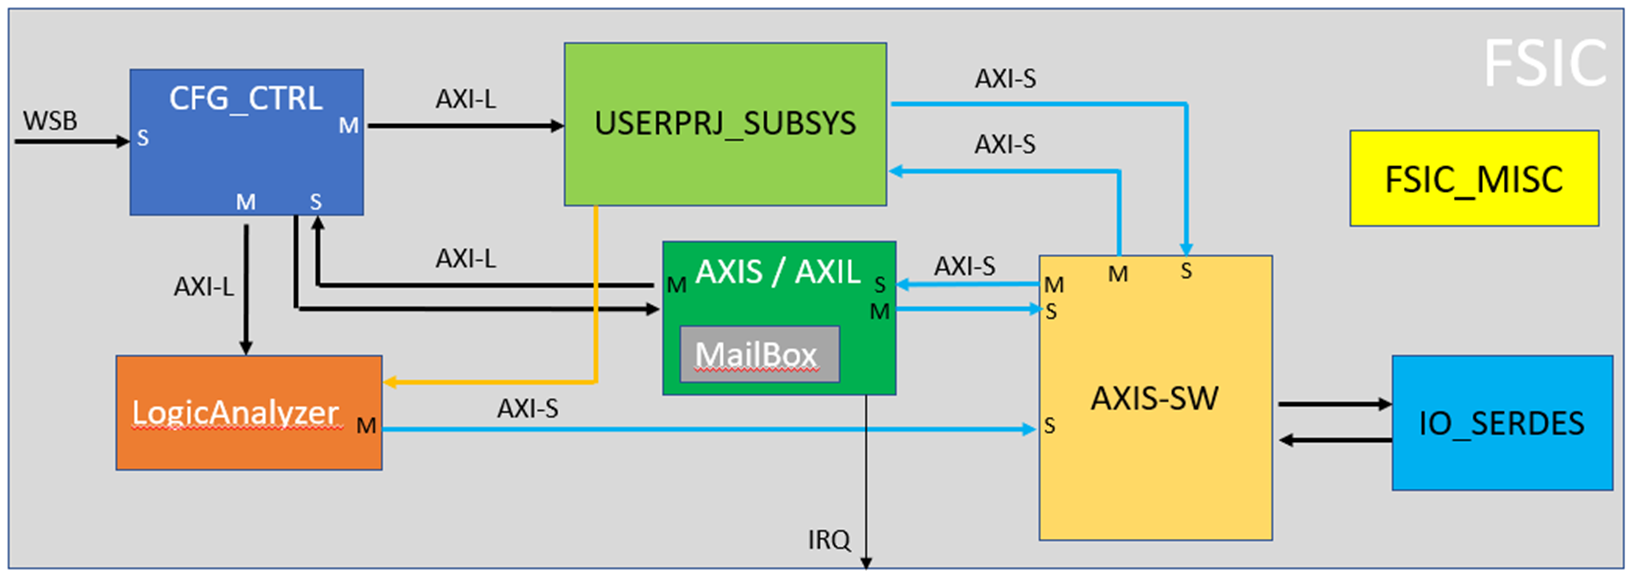 FSIC
WSB
CFG_CTRL
S
M
M
S
AXI-L
USERPRJ_SUBSYS
AXI-S
AXI-S
FSIC_MISC
AXI-L
AXI-L
M
AXIS / AXIL
S
M
MailBox
AXI-S
M
S
M
S
AXIS-SW
S
IO_SERDES
LogicAnalyzer
M
AXI-S
IRQ